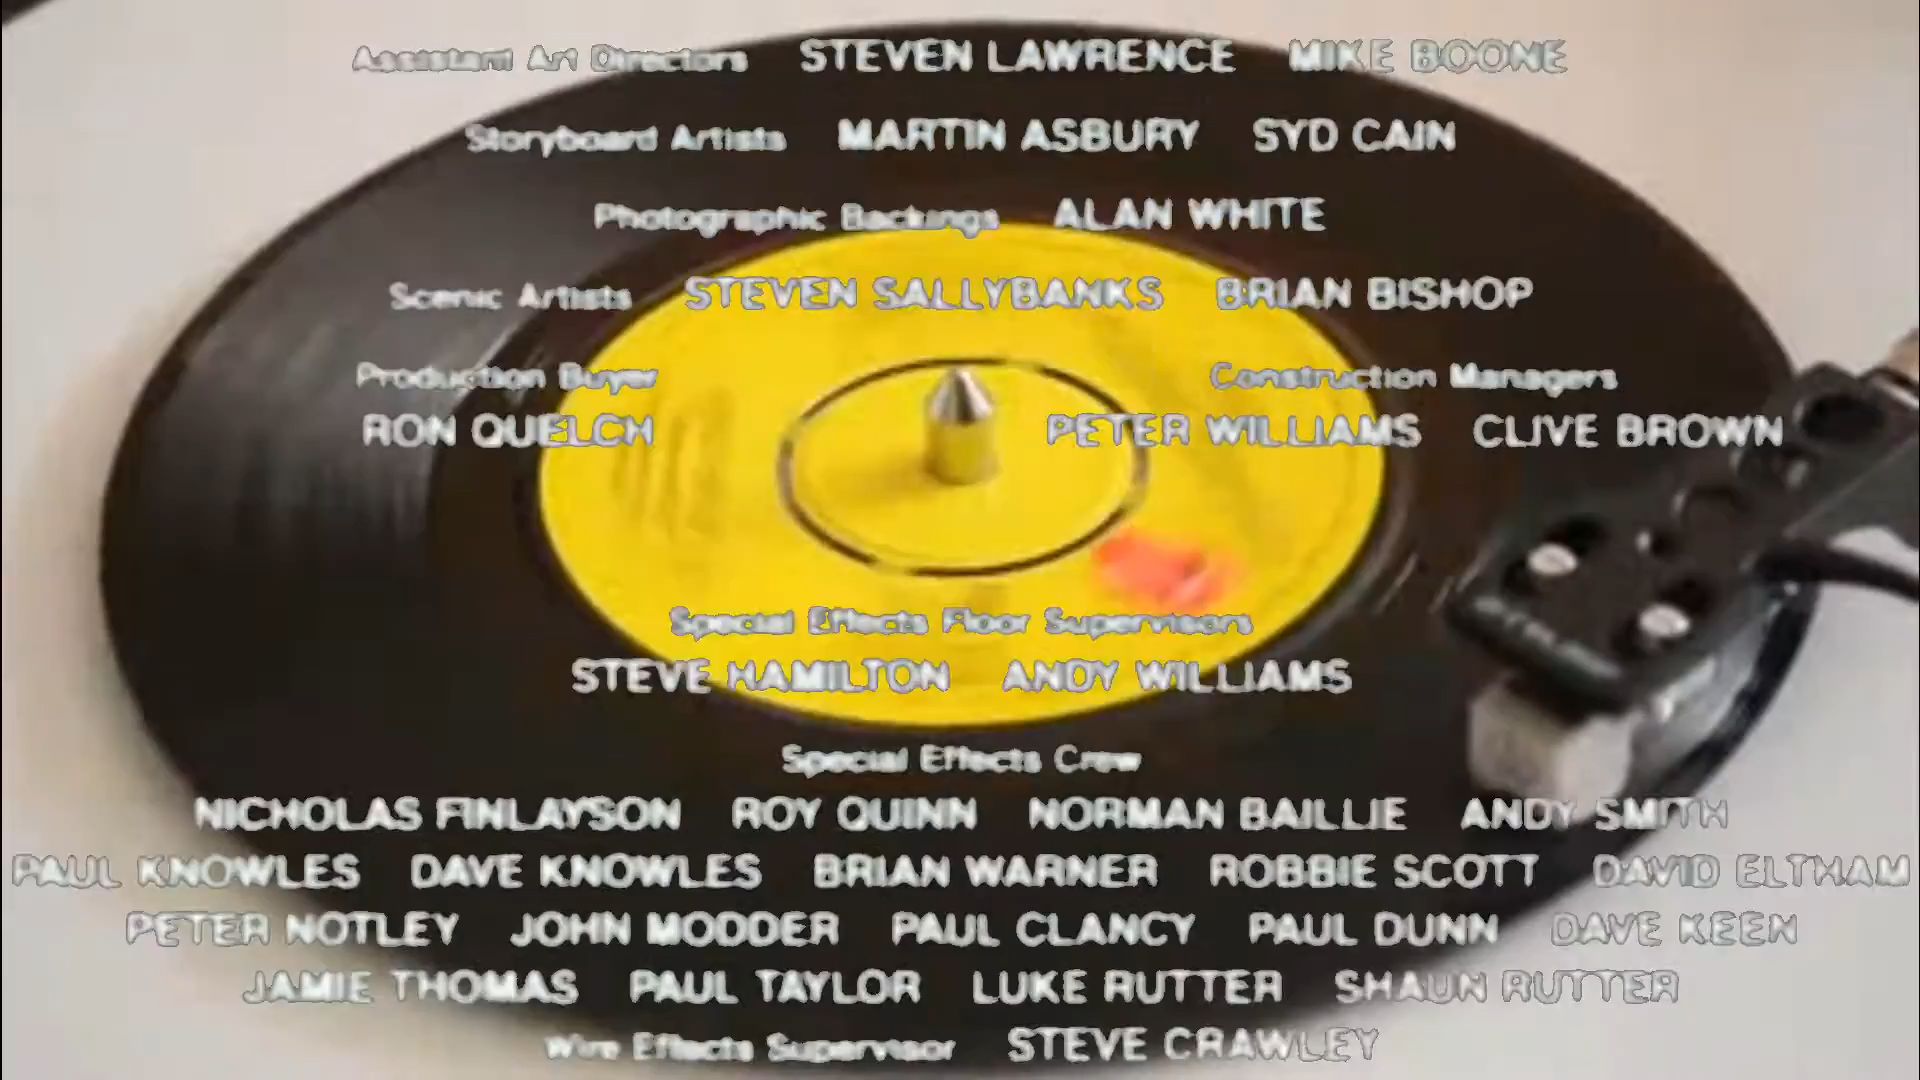 Assistant Art Directors STEVEN LAWRENCE MIKE BOONE
Storyboard Artists MARTIN ASBURY SYD CAIN
Photographic Backings ALAN WHITE
Scenic Artists STEVEN SALLYBANKS BRIAN BISHOP
Production Buyer Construction Managers
RON QUELCH PETER WILLIAMS CLIVE BROWN
Special Effects Floor Supervisors
STEVE HAMILTON ANDY WILLIAMS
Special Effects Crew
NICHOLAS FINLAYSON ROY QUINN NORMAN BAILLIE ANDY SMITH
PAUL KNOWLES DAVE KNOWLES BRIAN WARNER ROBBIE SCOTT DAVID ELTHAM
PETER NOTLEY JOHN MODDER PAUL CLANCY PAUL DUNN DAVE KEEN
JAMIE THOMAS PAUL TAYLOR LUKE RUTTER SHAUN RUTTER
Wire Effects Supervisor STEVE CRAWLEY